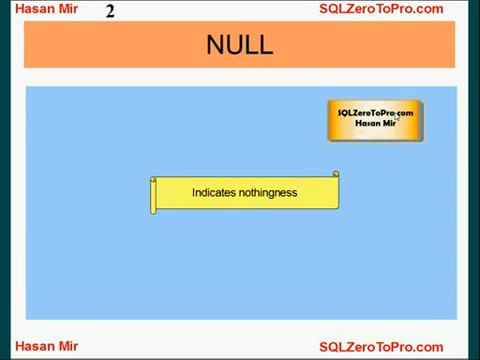 Hasan Mir 2 SQLZeroToPro.com
NULL
SQLZeroToPro.com
Hasan Mir
Indicates nothingness
Hasan Mir SQLZeroToPro.com